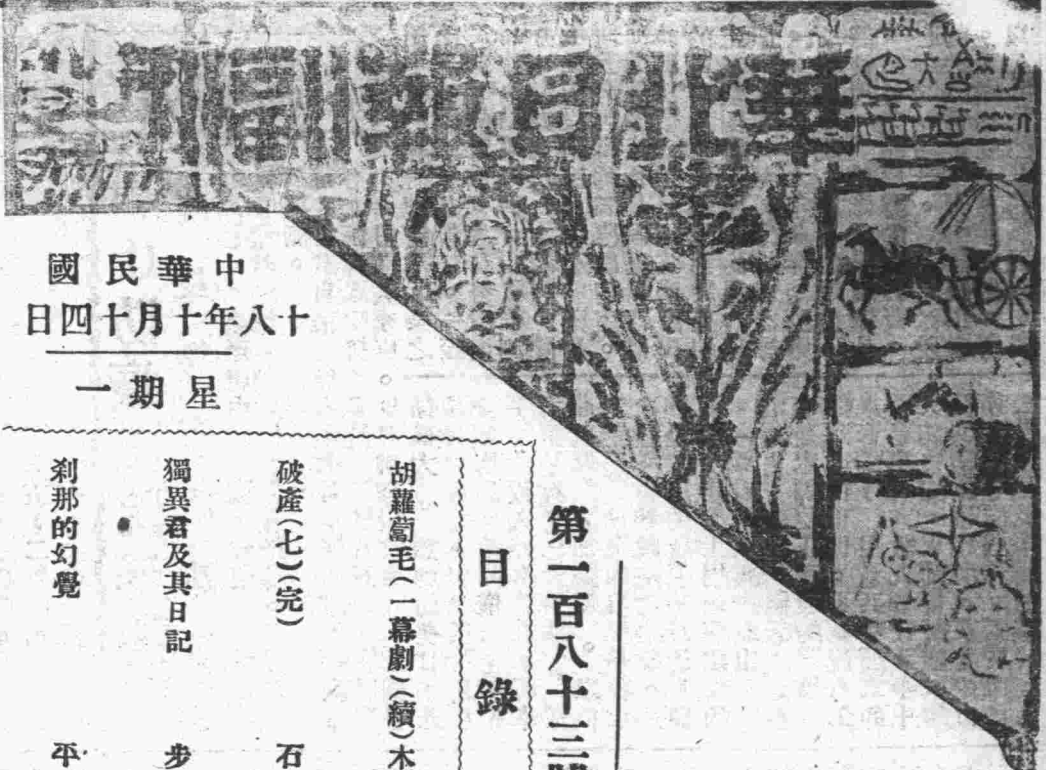 華北日報副刊
中華民國
十八年十月十四日
星期一
第一百八十三號
目錄
胡蘿蔔毛(一幕劇)(續)木
破產(七)(完) 石
獨異君及其日記 步
刹那的幻覺 平